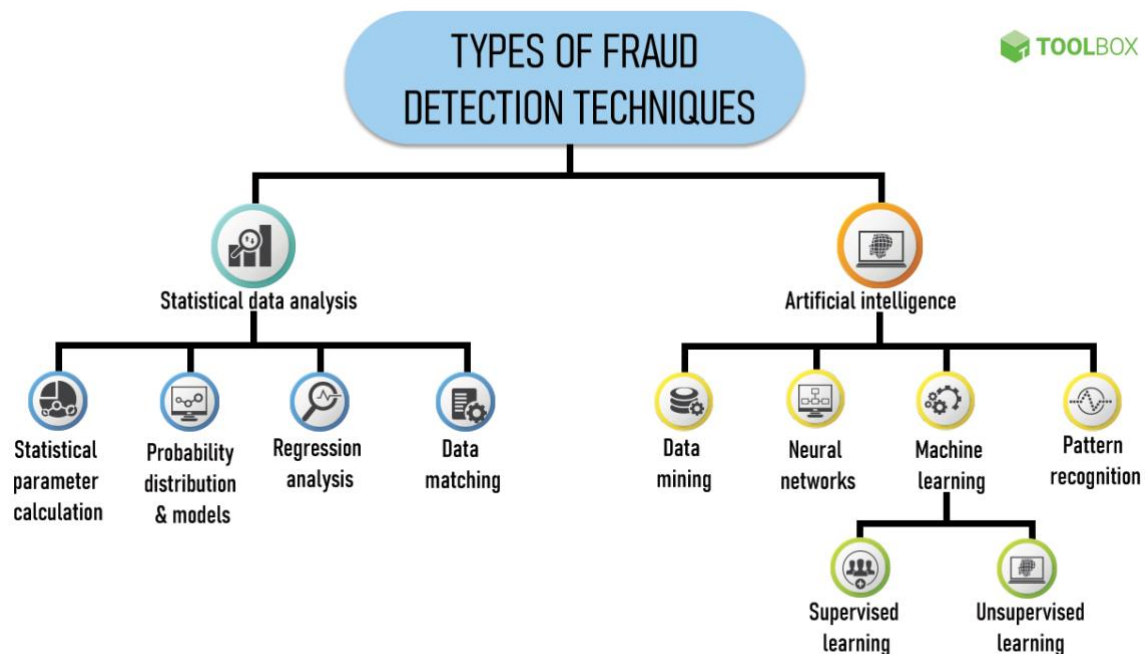 TYPES OF FRAUD
DETECTION TECHNIQUES
TOOLBOX
Statistical data analysis
Artificial intelligence
Statistical
parameter
calculation
Probability
distribution
& models
Regression
analysis
Data
matching
Data
mining
Neural
networks
Machine
learning
Pattern
recognition
Supervised
learning
Unsupervised
learning